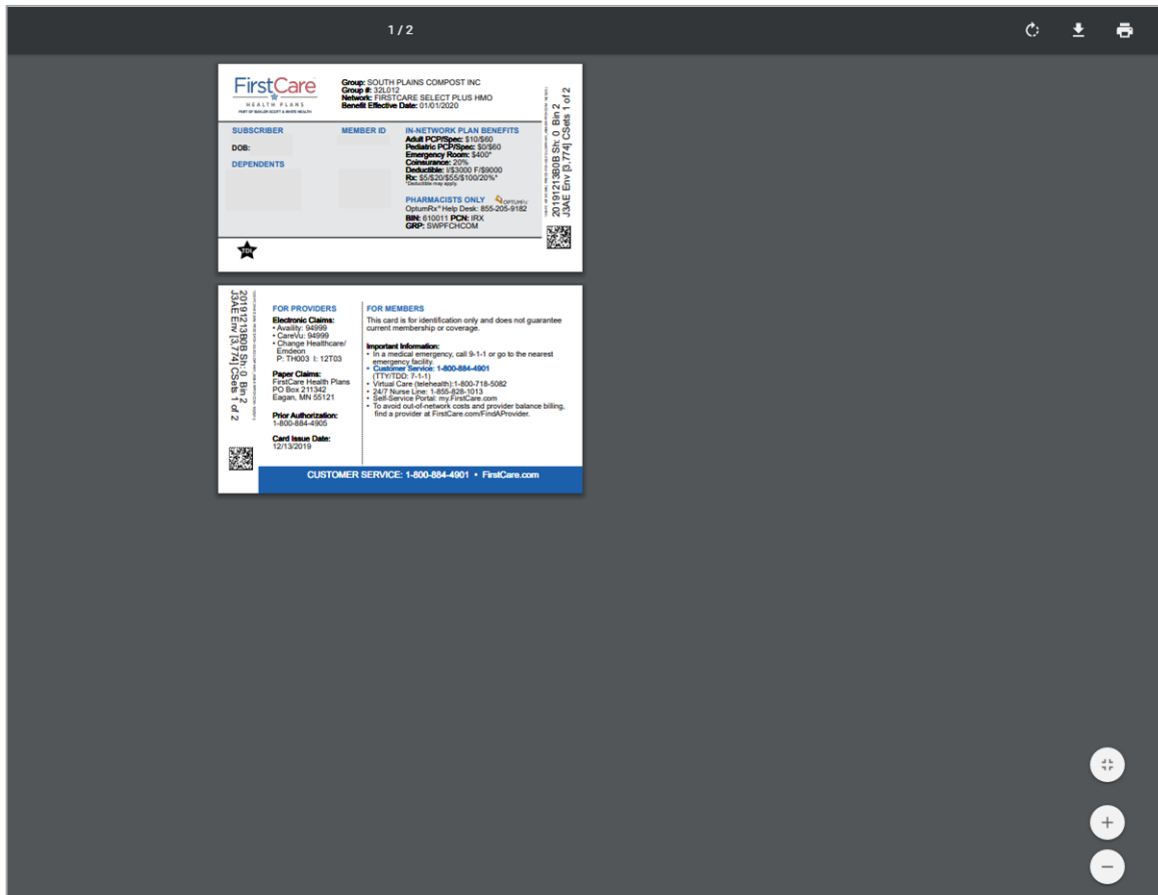 1 / 2
FirstCare
HEALTH PLANS
PART OF BAYLOR SCOTT & WHITE HEALTH
Group: SOUTH PLAINS COMPOST INC
Group #: 32L012
Network: FIRSTCARE SELECT PLUS HMO
Benefit Effective Date: 01/01/2020
SUBSCRIBER
MEMBER ID
DOB:
DEPENDENTS
IN-NETWORK PLAN BENEFITS
Adult PCP/Spec: $10/$60
Pediatric PCP/Spec: $0/$60
Emergency Room: $400*
Coinsurance: 20%
Deductible: I/$3000 F/$9000
Rx: $5/$20/$55/$100/20%*
*Deductible may apply.
PHARMACISTS ONLY
OPTUMRx
OptumRx® Help Desk: 855-205-9182
BIN: 610011 PCN: IRX
GRP: SWPFCHCOM
TDI
20191213B0B Sh: 0 Bin 2
J3AE Env [3,774] CSets 1 of 2
20191213B0B Sh: 0 Bin 2
J3AE Env [3,774] CSets 1 of 2
FOR PROVIDERS
Electronic Claims:
• Availity: 94999
• CareVu: 94999
• Change Healthcare/
Emdeon
P: TH003 I: 12T03
Paper Claims:
FirstCare Health Plans
PO Box 211342
Eagan, MN 55121
Prior Authorization:
1-800-884-4905
Card Issue Date:
12/13/2019
FOR MEMBERS
This card is for identification only and does not guarantee
current membership or coverage.
Important Information:
• In a medical emergency, call 9-1-1 or go to the nearest
emergency facility.
• Customer Service: 1-800-884-4901
(TTY/TDD: 7-1-1)
• Virtual Care (telehealth):1-800-718-5082
• 24/7 Nurse Line: 1-855-828-1013
• Self-Service Portal: my.FirstCare.com
• To avoid out-of-network costs and provider balance billing,
find a provider at FirstCare.com/FindAProvider.
CUSTOMER SERVICE: 1-800-884-4901 • FirstCare.com